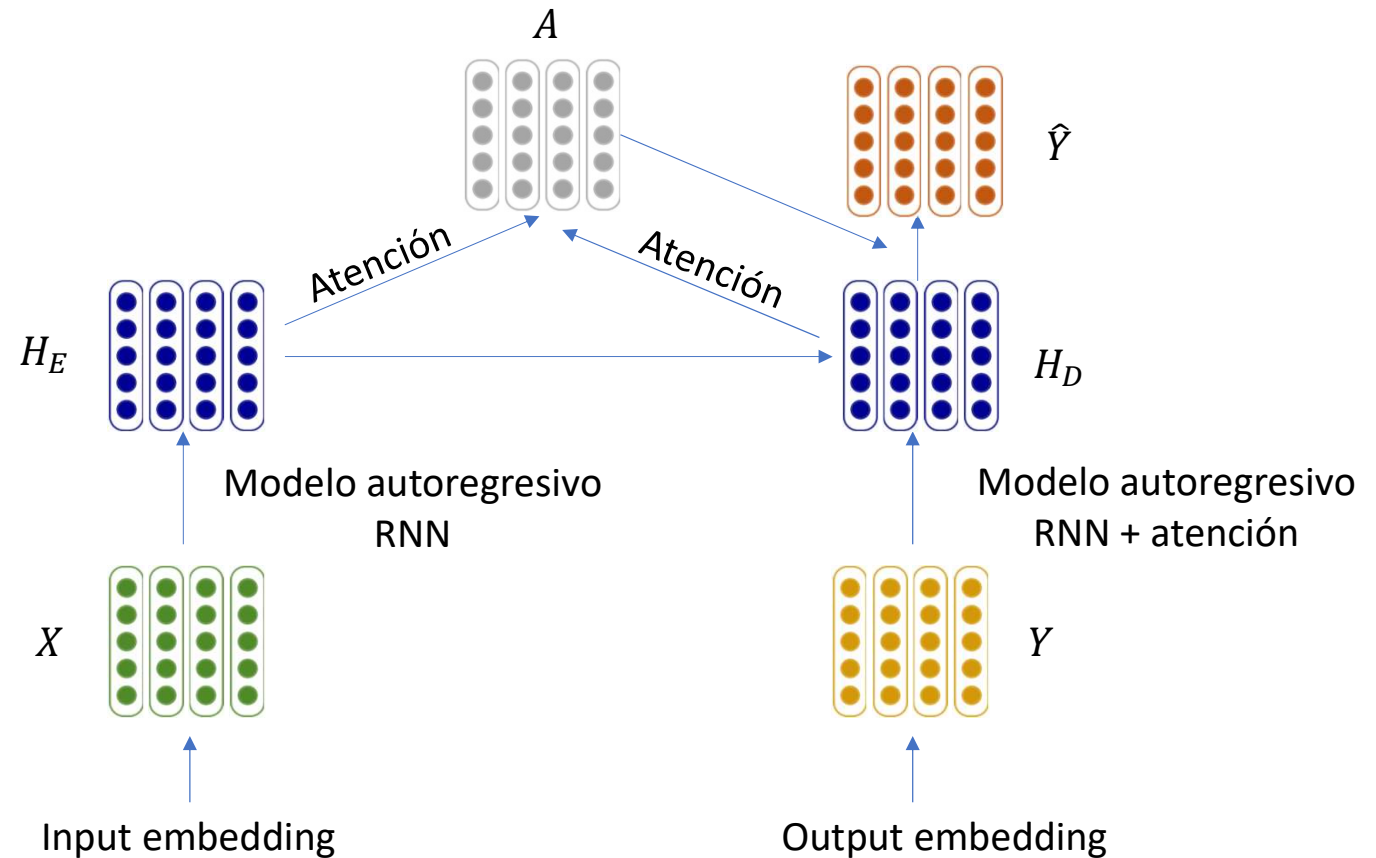 A
Ŷ
Atención
Atención
H_E
H_D
Modelo autoregresivo
RNN
Modelo autoregresivo
RNN + atención
X
Y
Input embedding
Output embedding